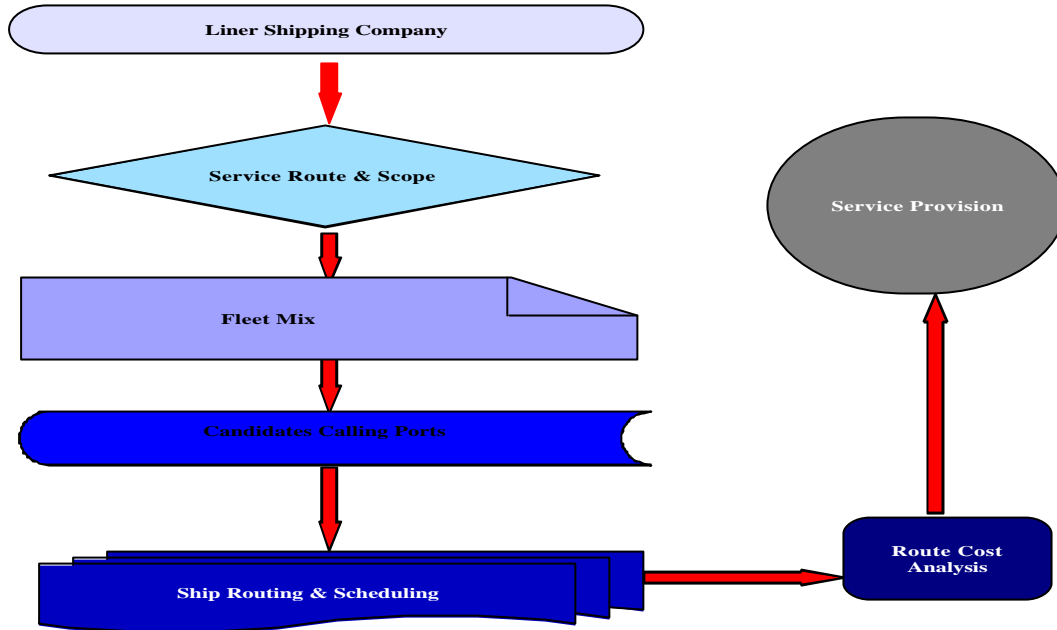 Liner Shipping Company
Service Route & Scope
Service Provision
Fleet Mix
Candidates Calling Ports
Ship Routing & Scheduling
Route Cost
Analysis